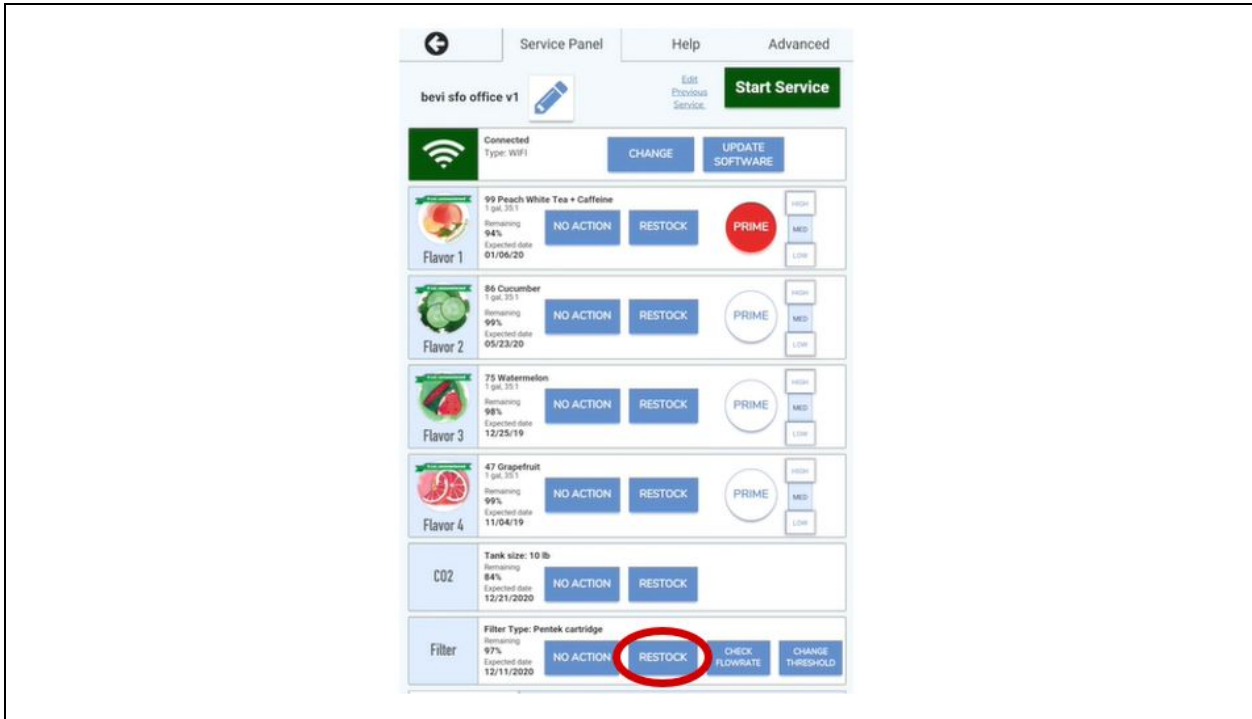 Service Panel
Help
Advanced
bevi sfo office v1
Edit
Previous
Service
Start Service
Connected
Type: WIFI
CHANGE
UPDATE
SOFTWARE
99 Peach White Tea + Caffeine
1 gal, 35:1
Remaining
94%
Expected date
01/06/20
Flavor 1
NO ACTION
RESTOCK
PRIME
HIGH
MED
LOW
86 Cucumber
1 gal, 35:1
Remaining
99%
Expected date
05/23/20
Flavor 2
NO ACTION
RESTOCK
PRIME
HIGH
MED
LOW
75 Watermelon
1 gal, 35:1
Remaining
98%
Expected date
12/25/19
Flavor 3
NO ACTION
RESTOCK
PRIME
HIGH
MED
LOW
47 Grapefruit
1 gal, 35:1
Remaining
99%
Expected date
11/04/19
Flavor 4
NO ACTION
RESTOCK
PRIME
HIGH
MED
LOW
CO2
Tank size: 10 lb
Remaining
84%
Expected date
12/21/2020
NO ACTION
RESTOCK
Filter
Filter Type: Pentek cartridge
Remaining
97%
Expected date
12/11/2020
NO ACTION
RESTOCK
CHECK
FLOWRATE
CHANGE
THRESHOLD